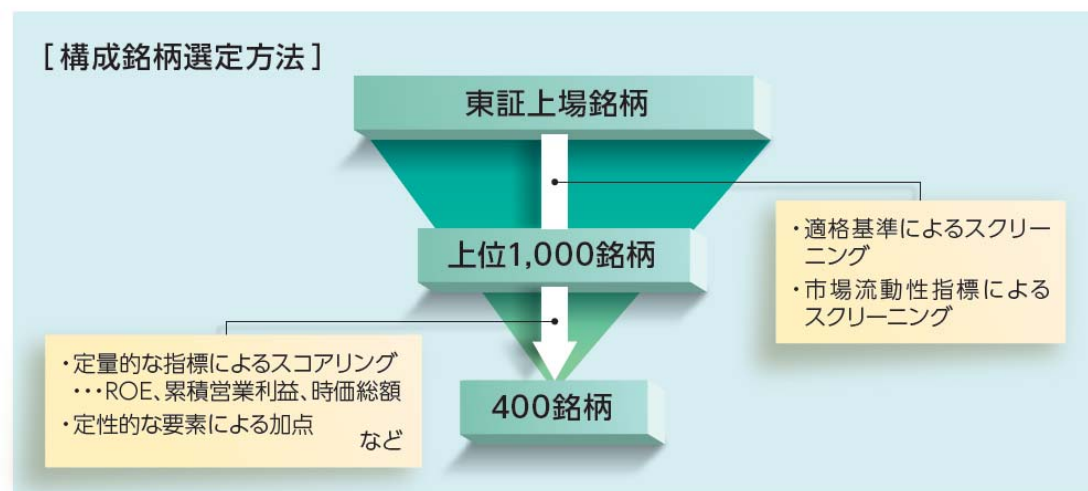 [構成銘柄選定方法]
東証上場銘柄
・適格基準によるスクリー
ニング
・市場流動性指標による
スクリーニング
上位1,000銘柄
・定量的な指標によるスコアリング
・・・ROE、累積営業利益、時価総額
・定性的な要素による加点
など
400銘柄